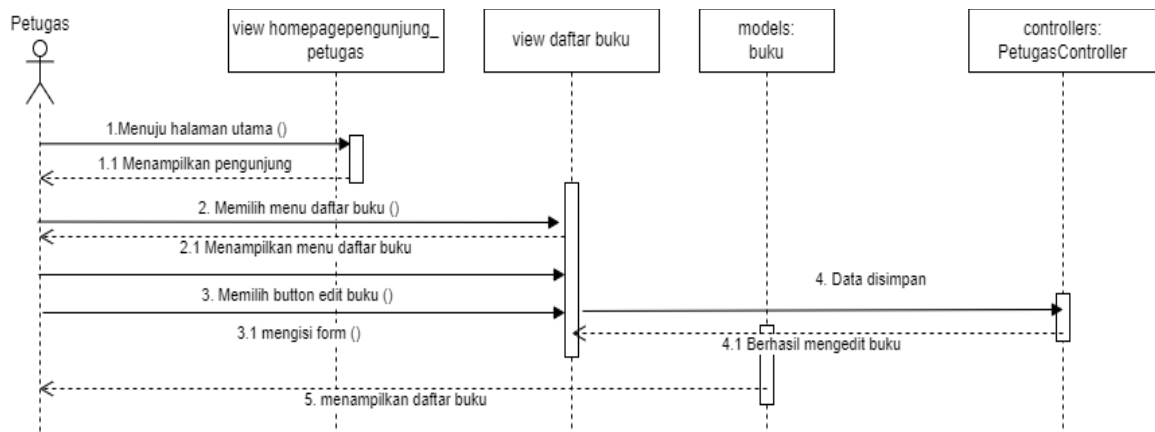 Petugas
view homepagepengunjung_
petugas
view daftar buku
models:
buku
controllers:
PetugasController
1.Menuju halaman utama ()
1.1 Menampilkan pengunjung
2. Memilih menu daftar buku ()
2.1 Menampilkan menu daftar buku
3. Memilih button edit buku ()
4. Data disimpan
3.1 mengisi form ()
4.1 Berhasil mengedit buku
5. menampilkan daftar buku